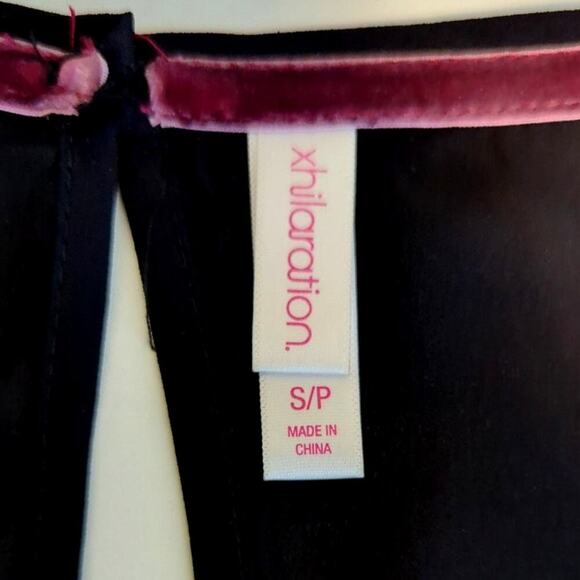 xhilaration.
S/P
MADE IN
CHINA